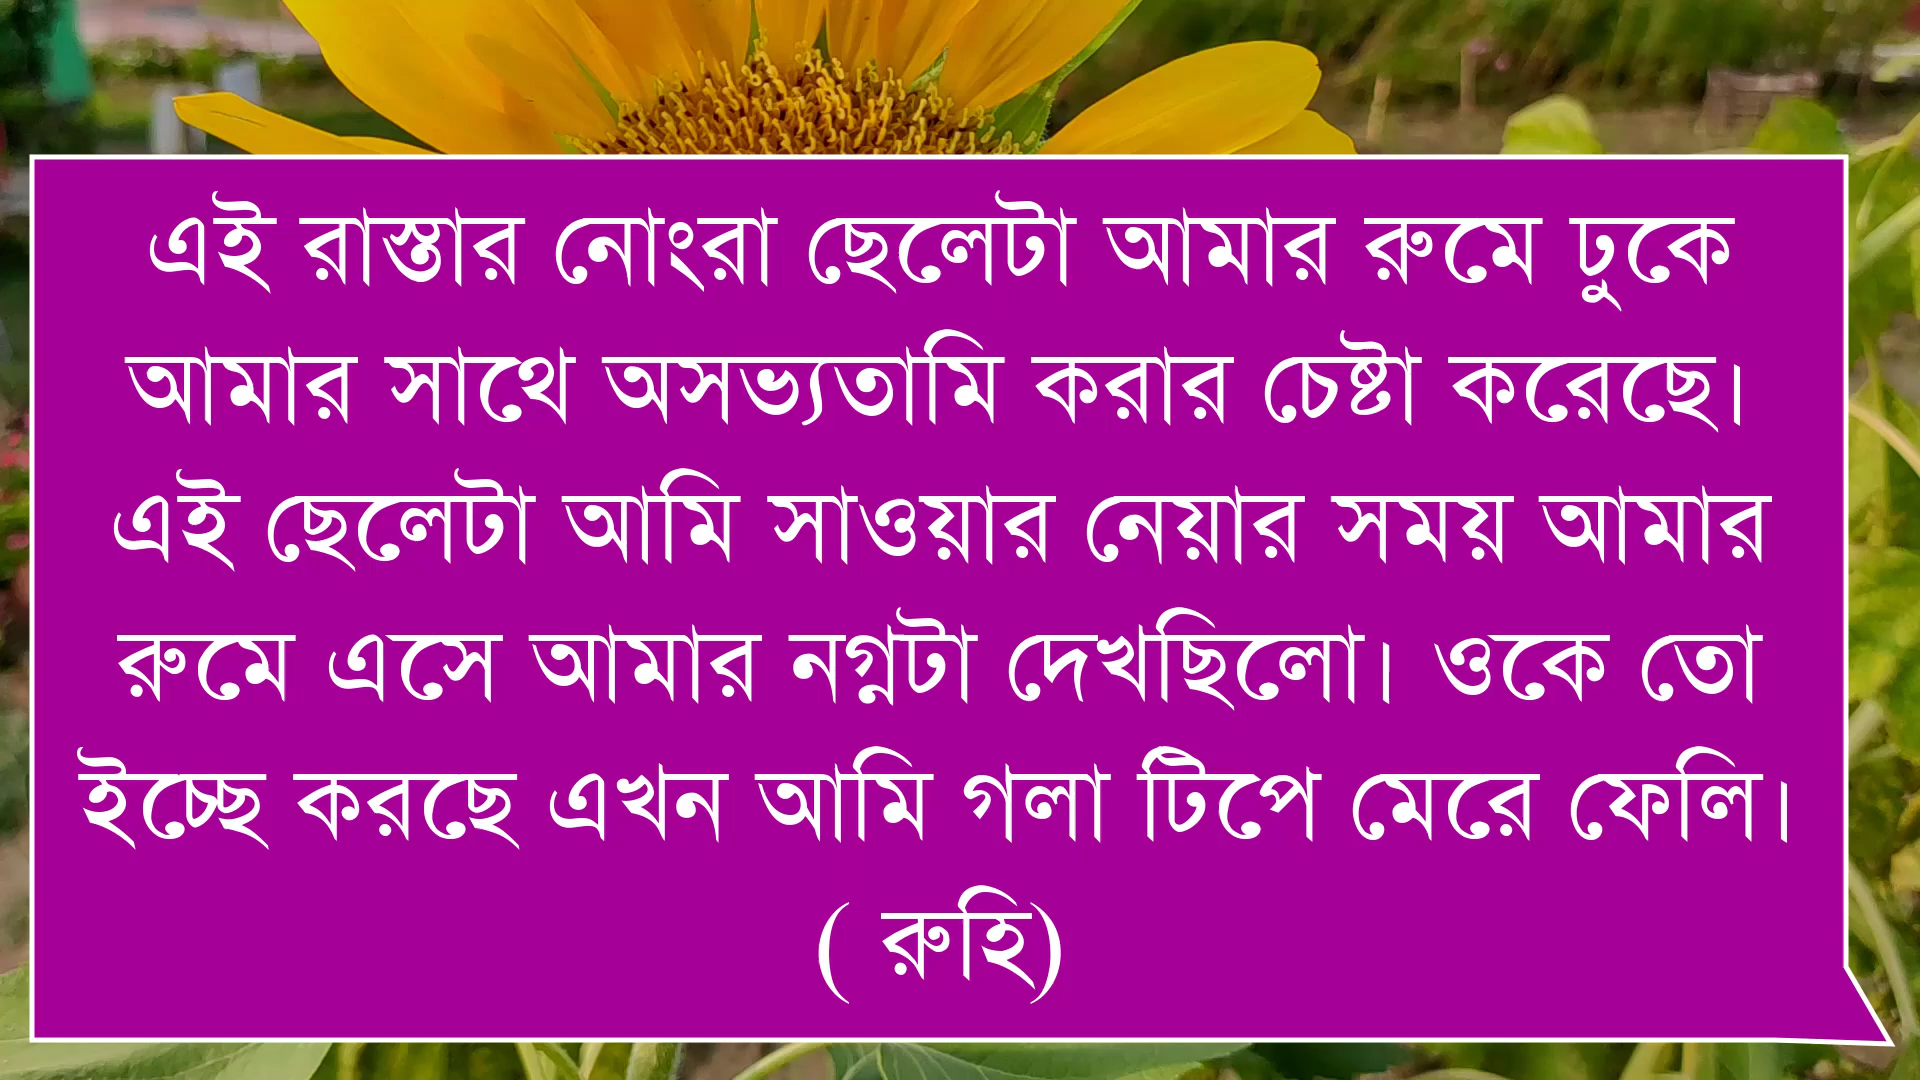 এই রাস্তার নোংরা ছেলেটা আমার রুমে ঢুকে
আমার সাথে অসভ্যতামি করার চেষ্টা করেছে।
এই ছেলেটা আমি সাওয়ার নেয়ার সময় আমার
রুমে এসে আমার নগ্নটা দেখছিলো। ওকে তো
ইচ্ছে করছে এখন আমি গলা টিপে মেরে ফেলি।
( রুহি)